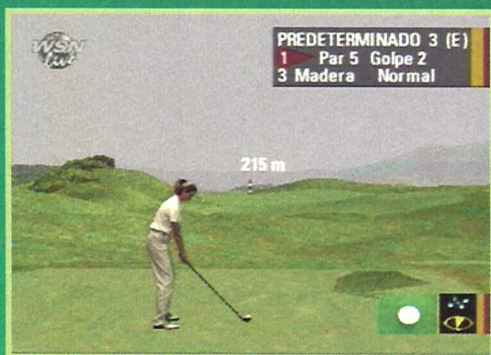 WSN
live
PREDETERMINADO 3 (E)
1 Par 5 Golpe 2
3 Madera Normal
215 m